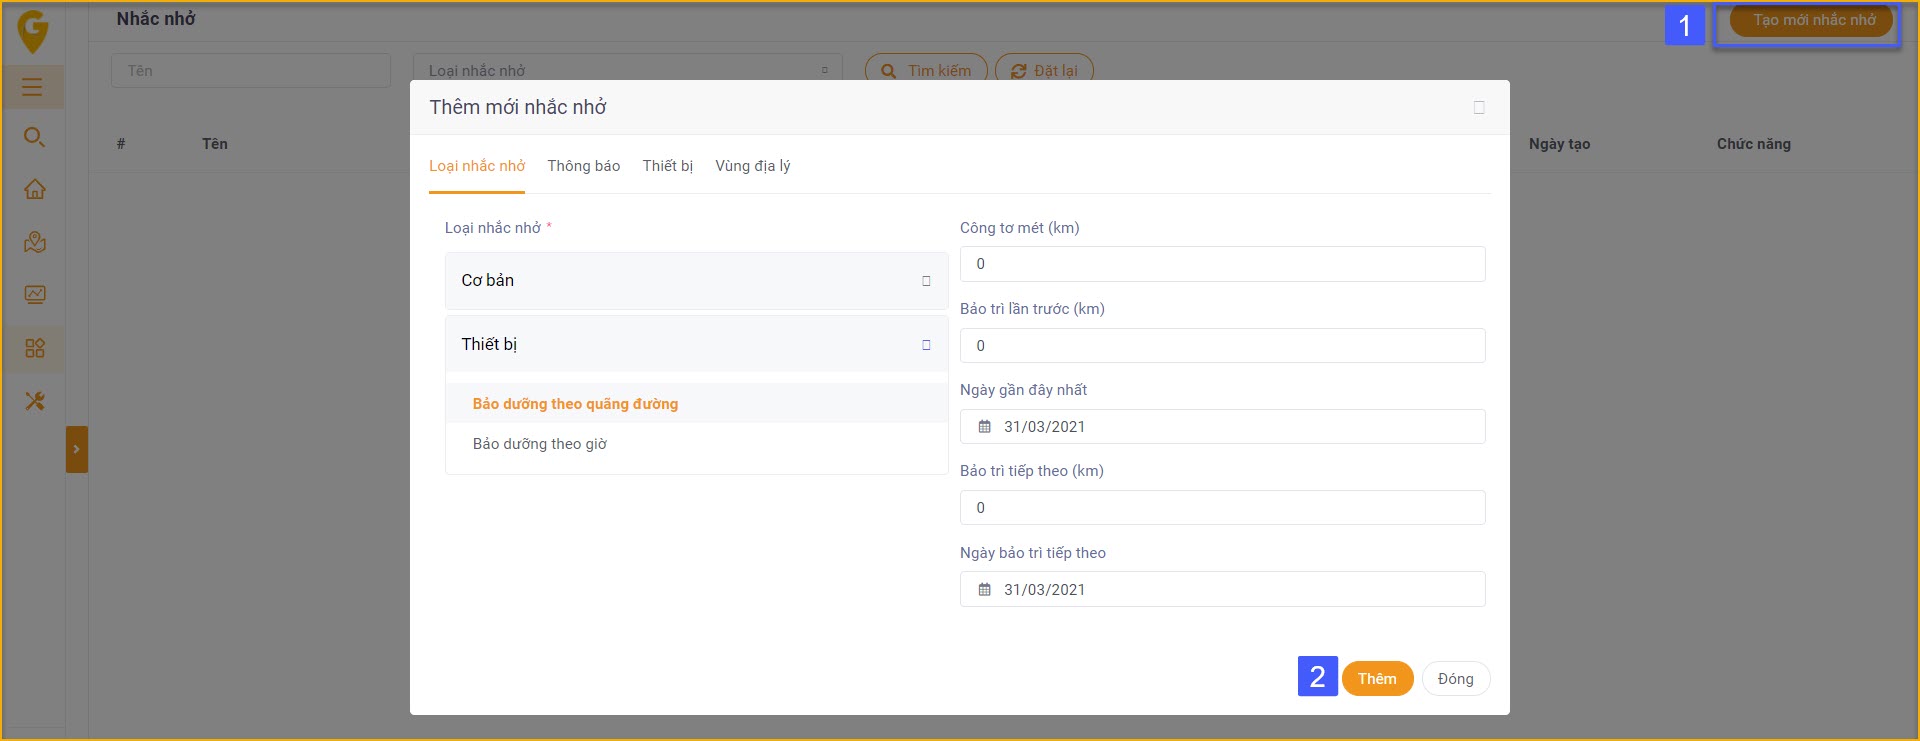 Nhắc nhở
1
Tạo mới nhắc nhở
Tên
Loại nhắc nhở
Tìm kiếm
Đặt lại
Thêm mới nhắc nhở
#
Tên
Ngày tạo
Chức năng
Loại nhắc nhở
Thông báo
Thiết bị
Vùng địa lý
Loại nhắc nhở *
Cơ bản
Thiết bị
Bảo dưỡng theo quãng đường
Bảo dưỡng theo giờ
Công tơ mét (km)
0
Bảo trì lần trước (km)
0
Ngày gần đây nhất
31/03/2021
Bảo trì tiếp theo (km)
0
Ngày bảo trì tiếp theo
31/03/2021
2
Thêm
Đóng